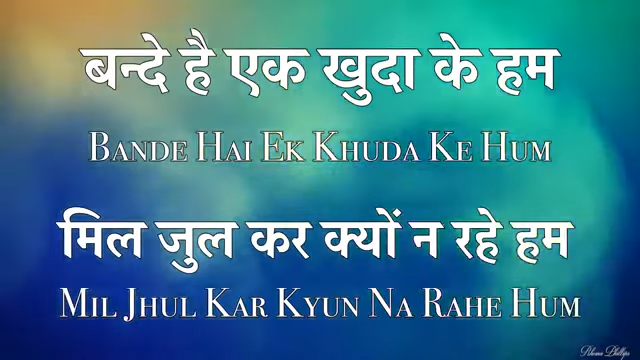 बन्दे है एक खुदा के हम
BANDE HAI EK KHUDA KE HUM
मिल जुल कर क्यों न रहे हम
MIL JHUL KAR KYUN NA RAHE HUM